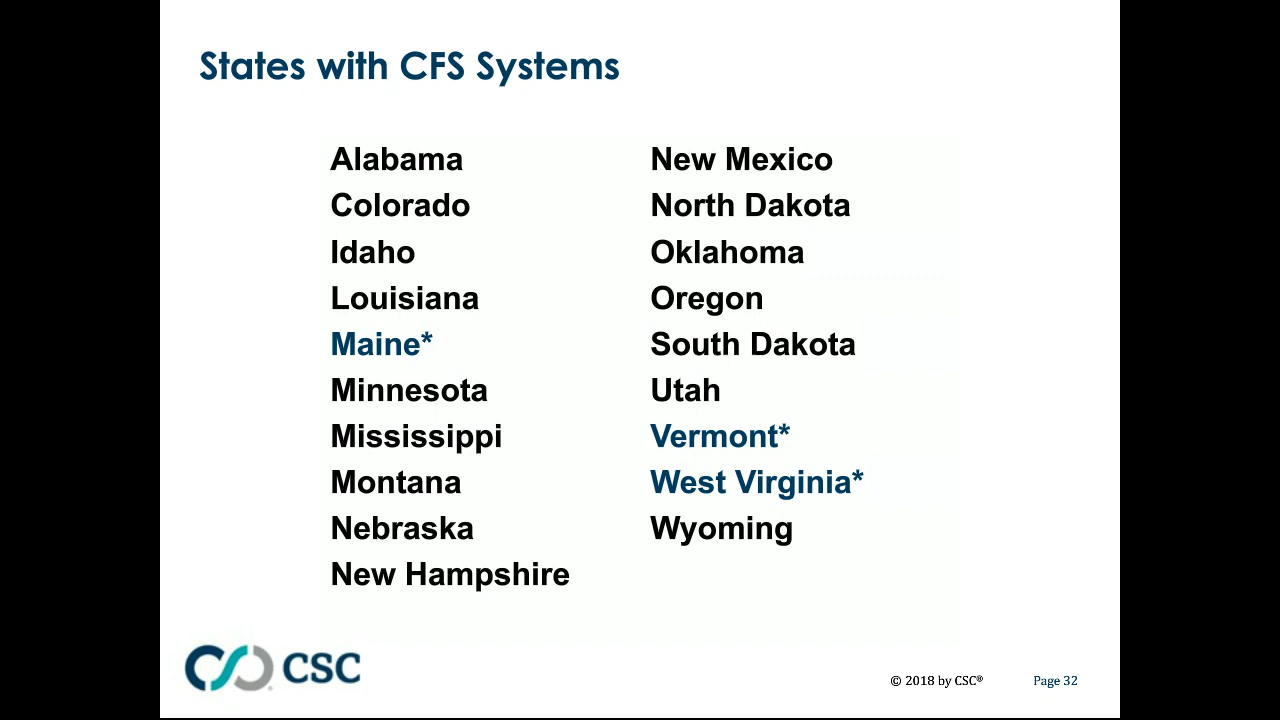 States with CFS Systems
Alabama
Colorado
Idaho
Louisiana
Maine*
Minnesota
Mississippi
Montana
Nebraska
New Hampshire
New Mexico
North Dakota
Oklahoma
Oregon
South Dakota
Utah
Vermont*
West Virginia*
Wyoming
CSC
© 2018 by CSC®
Page 32